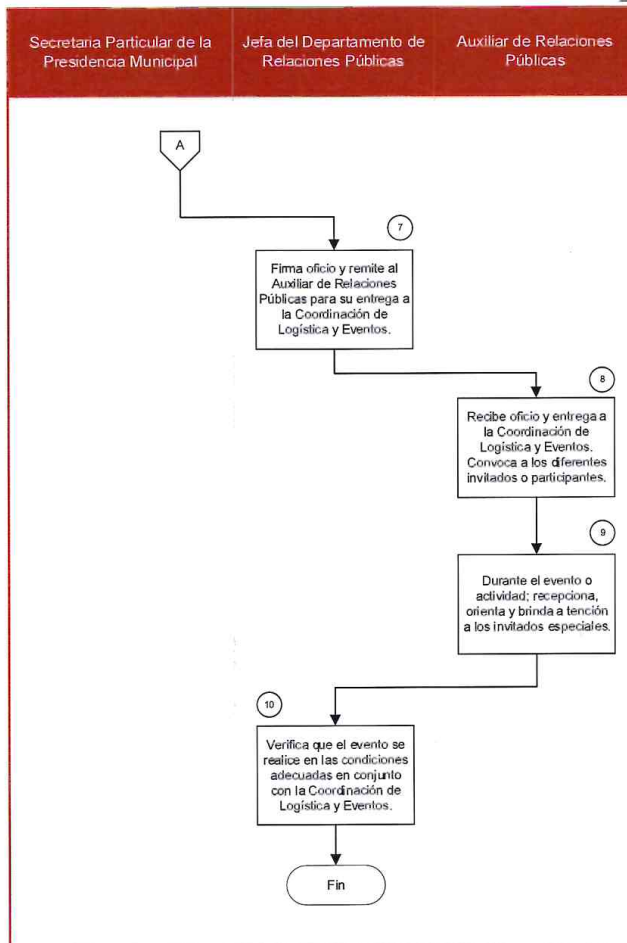 Secretaria Particular de la
Presidencia Municipal
Jefa del Departamento de
Relaciones Públicas
Auxiliar de Relaciones
Públicas
A
7
Firma oficio y remite al
Auxiliar de Relaciones
Públicas para su entrega a
la Coordinación de
Logística y Eventos.
8
Recibe oficio y entrega a
la Coordinación de
Logística y Eventos.
Convoca a los diferentes
invitados o participantes.
9
Durante el evento o
actividad; recepciona,
orienta y brinda a tención
a los invitados especiales.
10
Verifica que el evento se
realice en las condiciones
adecuadas en conjunto
con la Coordinación de
Logística y Eventos.
Fin